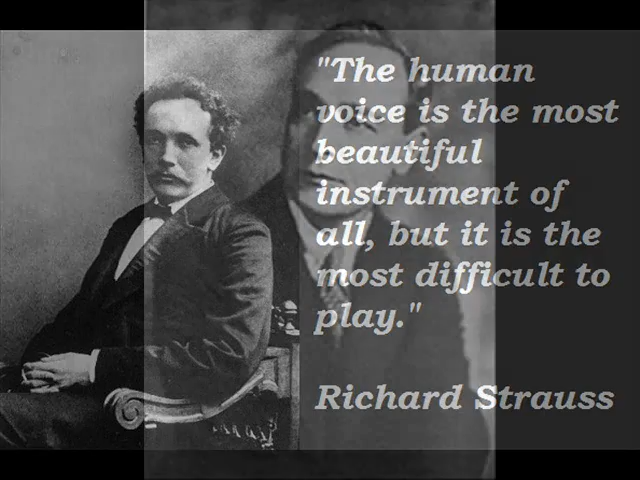 "The human
voice is the most
beautiful
instrument of
all, but it is the
most difficult to
play."
Richard Strauss